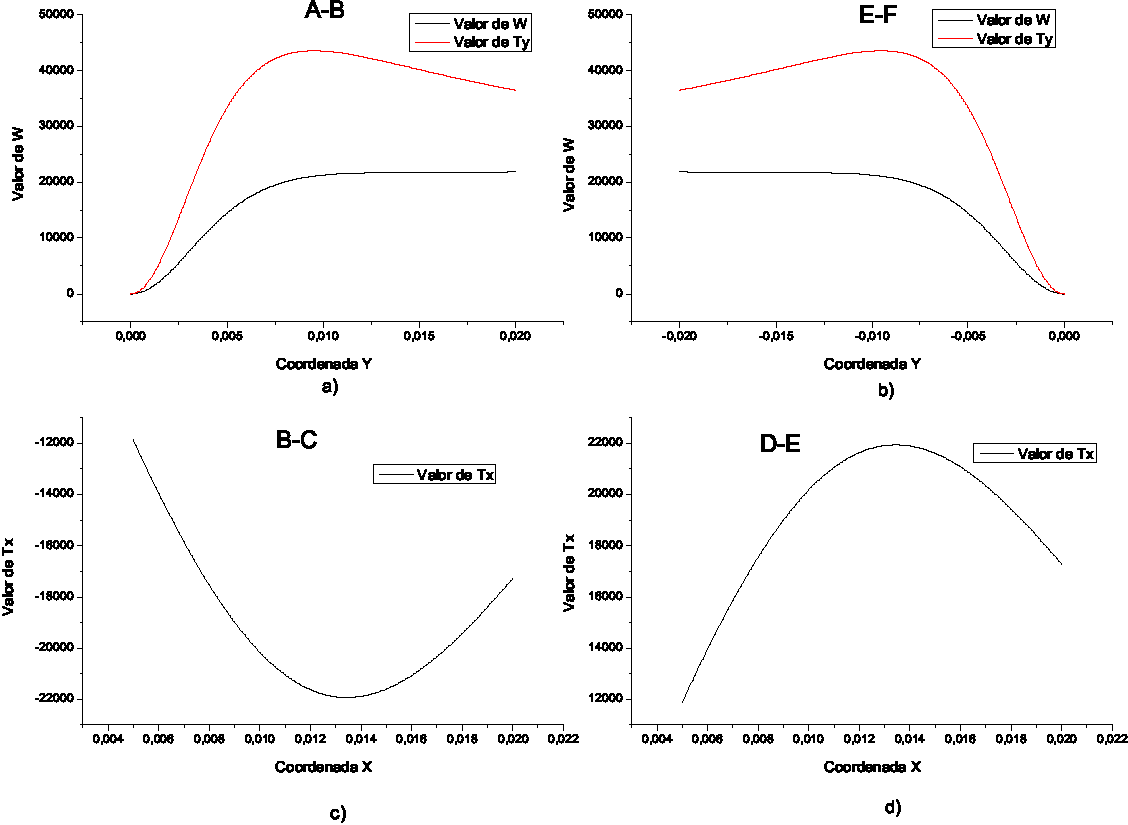 A-B
Valor de W
Valor de Ty
50000
40000
30000
20000
10000
0
Valor de W
0,000
0,005
0,010
0,015
0,020
Coordenada Y
a)
E-F
Valor de W
Valor de Ty
50000
40000
30000
20000
10000
0
Valor de W
-0,020
-0,015
-0,010
-0,005
0,000
Coordenada Y
b)
B-C
Valor de Tx
-12000
-14000
-16000
-18000
-20000
-22000
Valor de Tx
0,004
0,006
0,008
0,010
0,012
0,014
0,016
0,018
0,020
0,022
Coordenada X
c)
D-E
Valor de Tx
22000
20000
18000
16000
14000
12000
Valor de Tx
0,004
0,006
0,008
0,010
0,012
0,014
0,016
0,018
0,020
0,022
Coordenada X
d)